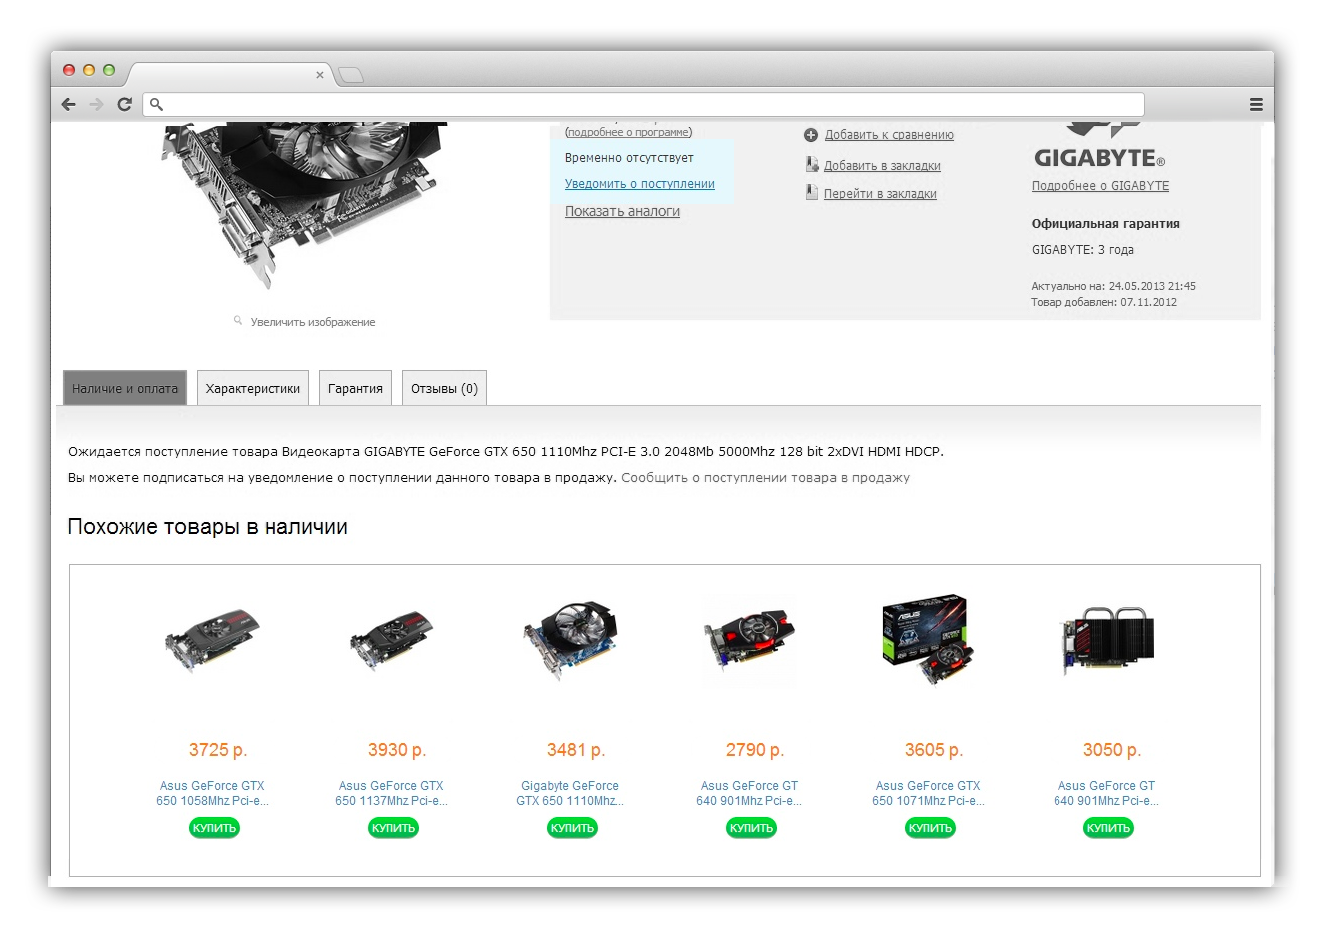 (подробнее о программе)
Временно отсутствует
Уведомить о поступлении
Показать аналоги
Добавить к сравнению
Добавить в закладки
Перейти в закладки
GIGABYTE®
Подробнее о GIGABYTE
Официальная гарантия
GIGABYTE: 3 года
Актуально на: 24.05.2013 21:45
Товар добавлен: 07.11.2012
Увеличить изображение
Наличие и оплата
Характеристики
Гарантия
Отзывы (0)
Ожидается поступление товара Видеокарта GIGABYTE GeForce GTX 650 1110Mhz PCI-E 3.0 2048Mb 5000Mhz 128 bit 2xDVI HDMI HDCP.
Вы можете подписаться на уведомление о поступлении данного товара в продажу. Сообщить о поступлении товара в продажу
Похожие товары в наличии
3725 р.
Asus GeForce GTX
650 1058Mhz Pci-e...
КУПИТЬ
3930 р.
Asus GeForce GTX
650 1137Mhz Pci-e...
КУПИТЬ
3481 р.
Gigabyte GeForce
GTX 650 1110Mhz...
КУПИТЬ
2790 р.
Asus GeForce GT
640 901Mhz Pci-e...
КУПИТЬ
ASUS
3605 р.
Asus GeForce GTX
650 1071Mhz Pci-e...
КУПИТЬ
3050 р.
Asus GeForce GT
640 901Mhz Pci-e...
КУПИТЬ